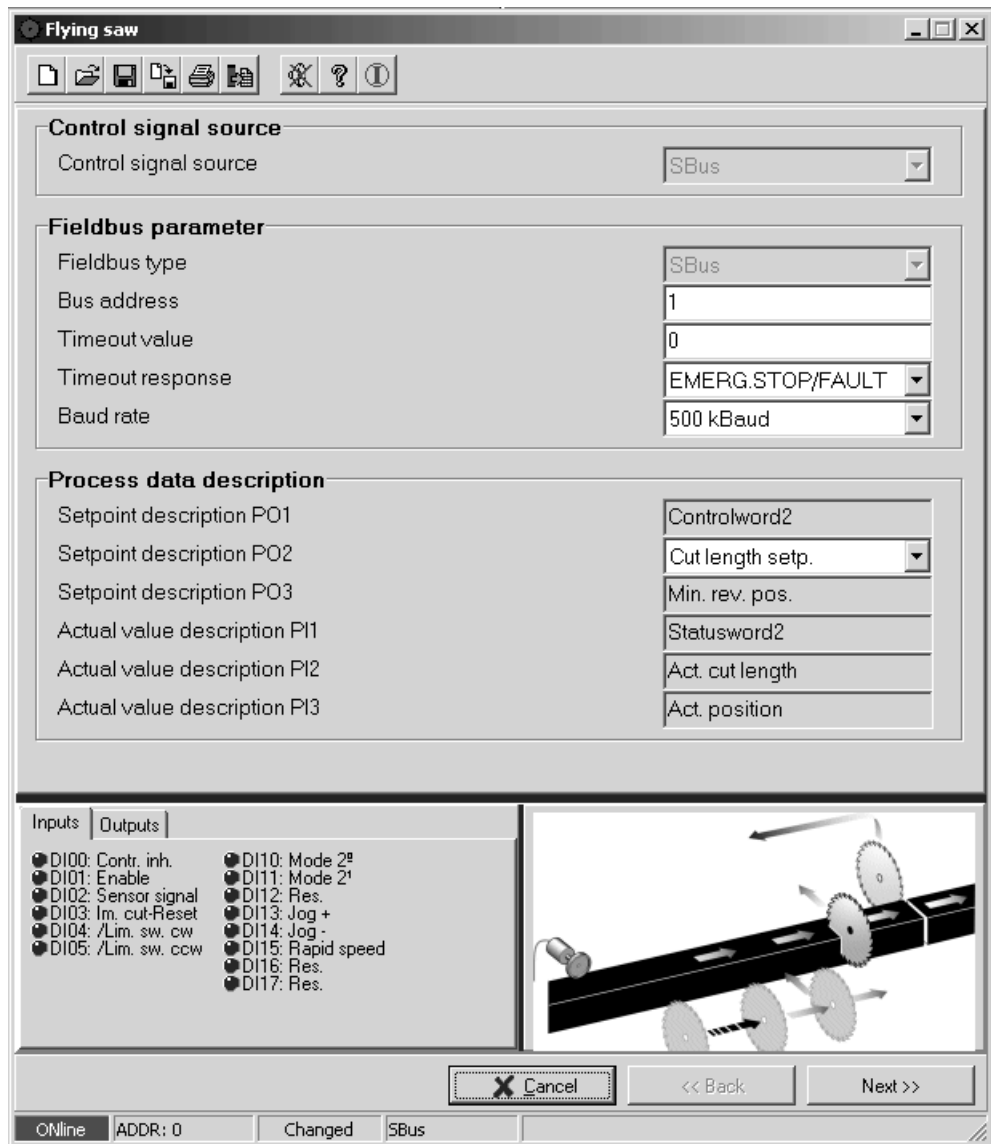 Flying saw
Control signal source
Control signal source SBus
Fieldbus parameter
Fieldbus type SBus
Bus address 1
Timeout value 0
Timeout response EMERG.STOP/FAULT
Baud rate 500 kBaud
Process data description
Setpoint description PO1 Controlword2
Setpoint description PO2 Cut length setp.
Setpoint description PO3 Min. rev. pos.
Actual value description PI1 Statusword2
Actual value description PI2 Act. cut length
Actual value description PI3 Act. position
Inputs Outputs
DI00: Contr. inh.
DI01: Enable
DI02: Sensor signal
DI03: Im. cut-Reset
DI04: /Lim. sw. cw
DI05: /Lim. sw. ccw
DI10: Mode 2º
DI11: Mode 2¹
DI12: Res.
DI13: Jog +
DI14: Jog -
DI15: Rapid speed
DI16: Res.
DI17: Res.
Cancel << Back Next >>
ONline ADDR: 0 Changed SBus